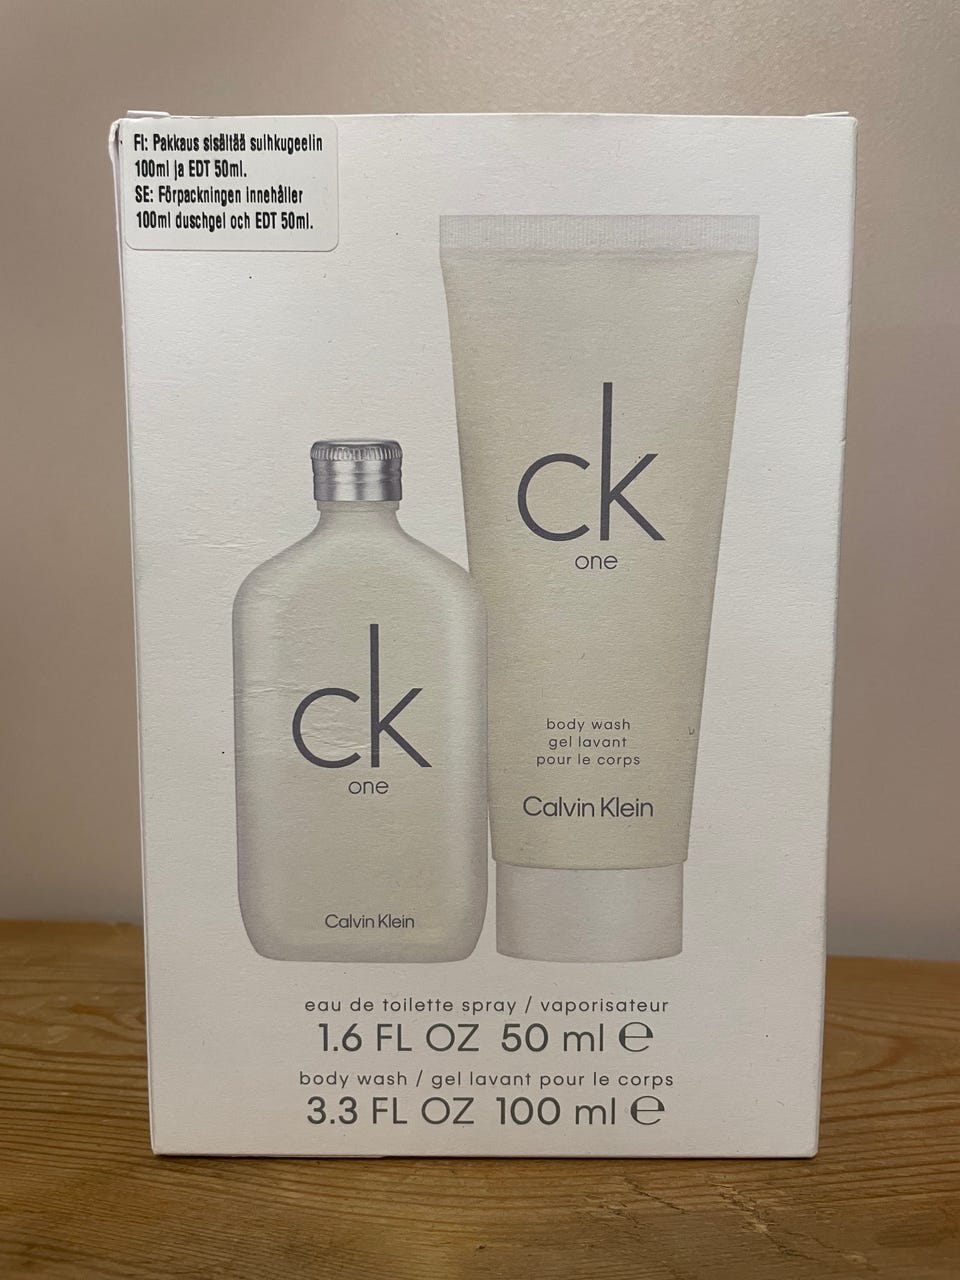 FI: Pakkaus sisältää suihkugeelin
100ml ja EDT 50ml.
SE: Förpackningen innehåller
100ml duschgel och EDT 50ml.
ck
one
body wash
gel lavant
pour le corps
Calvin Klein
ck
one
Calvin Klein
eau de toilette spray / vaporisateur
1.6 FL OZ 50 ml ℮
body wash / gel lavant pour le corps
3.3 FL OZ 100 ml ℮